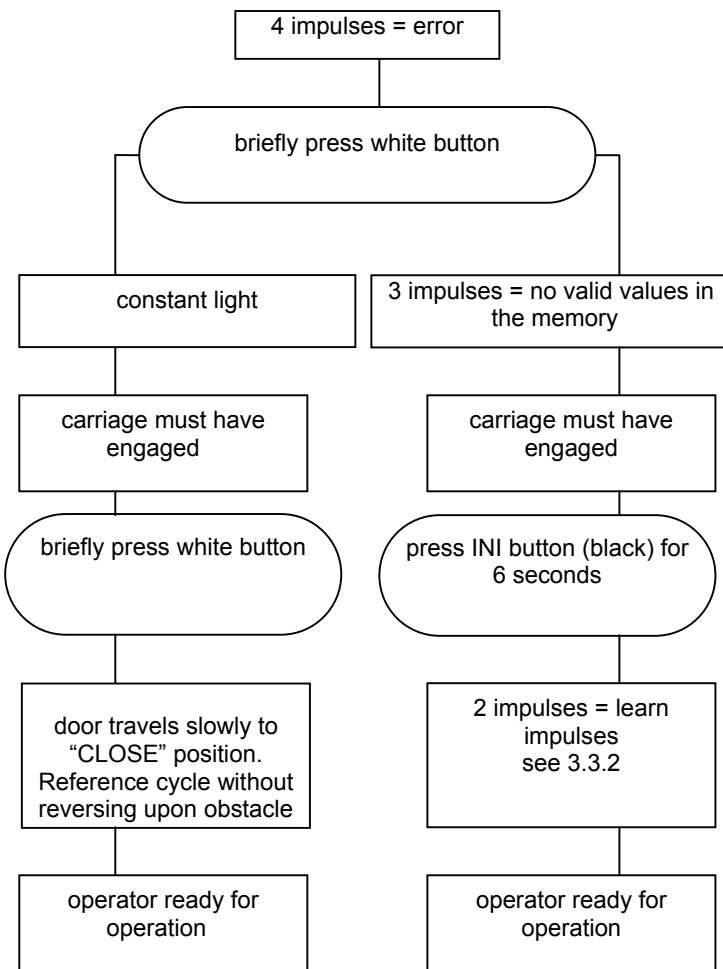 4 impulses = error
briefly press white button
constant light
carriage must have
engaged
briefly press white button
door travels slowly to
“CLOSE” position.
Reference cycle without
reversing upon obstacle
operator ready for
operation
3 impulses = no valid values in
the memory
carriage must have
engaged
press INI button (black) for
6 seconds
2 impulses = learn
impulses
see 3.3.2
operator ready for
operation